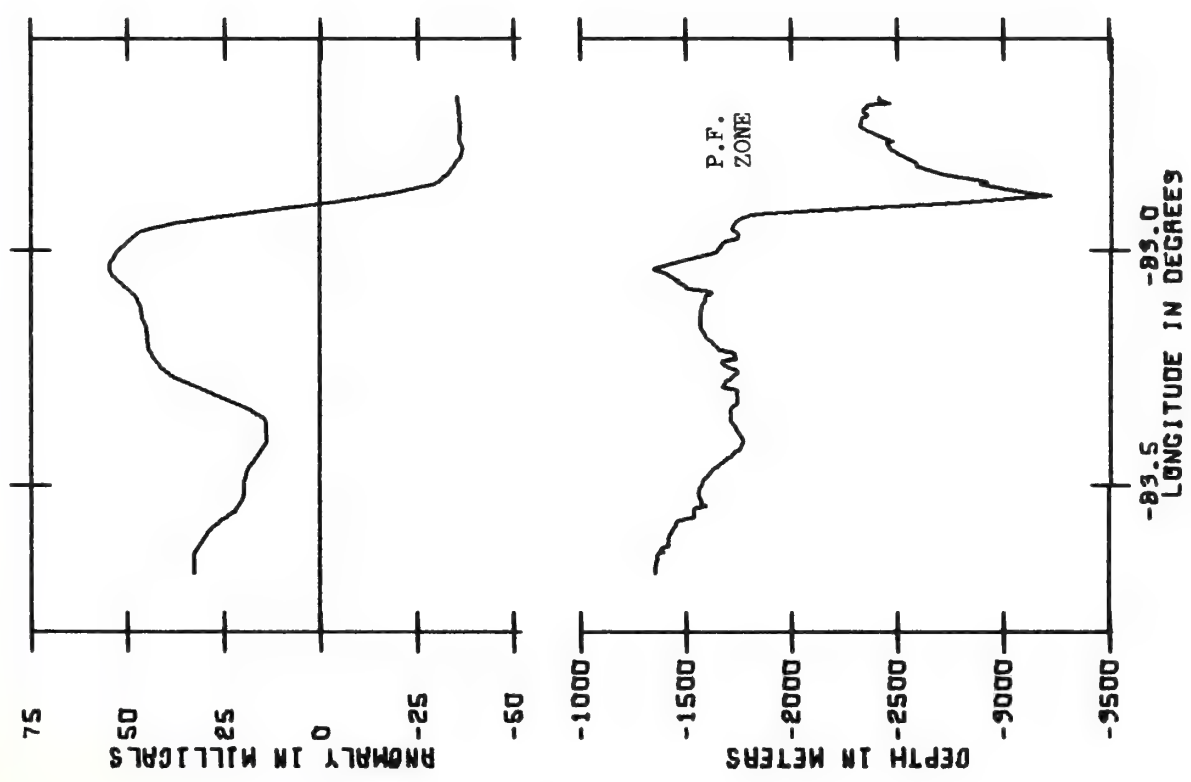 75
50
25
0
-25
-50
ANOMALY IN MILLIGALS
P.F.
ZONE
-1000
-1500
-2000
-2500
-3000
-3500
DEPTH IN METERS
-83.5
-83.0
LONGITUDE IN DEGREES